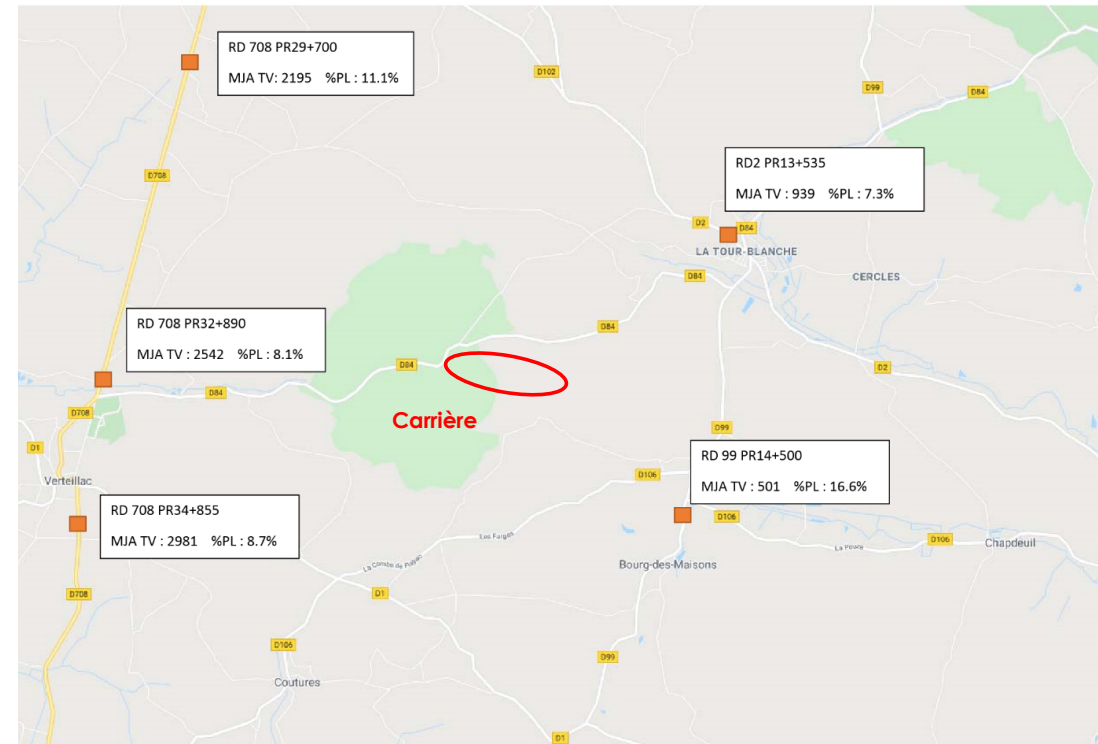 RD 708 PR29+700
MJA TV: 2195 %PL : 11.1%
D102
D99
D84
D708
RD2 PR13+535
MJA TV : 939 %PL : 7.3%
D2
D84
LA TOUR-BLANCHE
D84
CERCLES
RD 708 PR32+890
MJA TV : 2542 %PL : 8.1%
D84
D84
D2
D84
D708
Carrière
D99
D1
RD 99 PR14+500
MJA TV : 501 %PL : 16.6%
Verteillac
D106
RD 708 PR34+855
MJA TV : 2981 %PL : 8.7%
D106
Les Farges
La Peure
D106
Chapdeuil
La Combe de Puyac
Bourg-des-Maisons
D708
D1
D106
D99
Coutures
D1